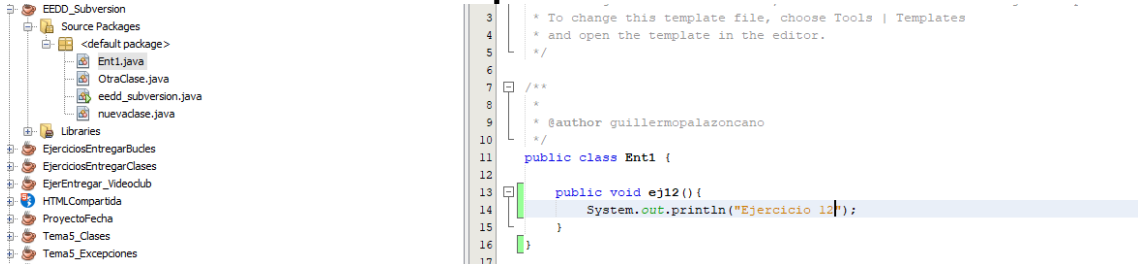 EEDD_Subversion
Source Packages
<default package>
Ent1.java
OtraClase.java
eedd_subversion.java
nuevaclase.java
Libraries
EjerciciosEntregarBucles
EjerciciosEntregarClases
EjerEntregar_Videoclub
HTMLCompartida
ProyectoFecha
Tema5_Clases
Tema5_Excepciones
3 * To change this template file, choose Tools | Templates
4 * and open the template in the editor.
5 */
6
7 /**
8 *
9 * @author guillermopalazoncano
10 */
11 public class Ent1 {
12
13 public void ej12(){
14 System.out.println("Ejercicio 12");
15 }
16 }
17